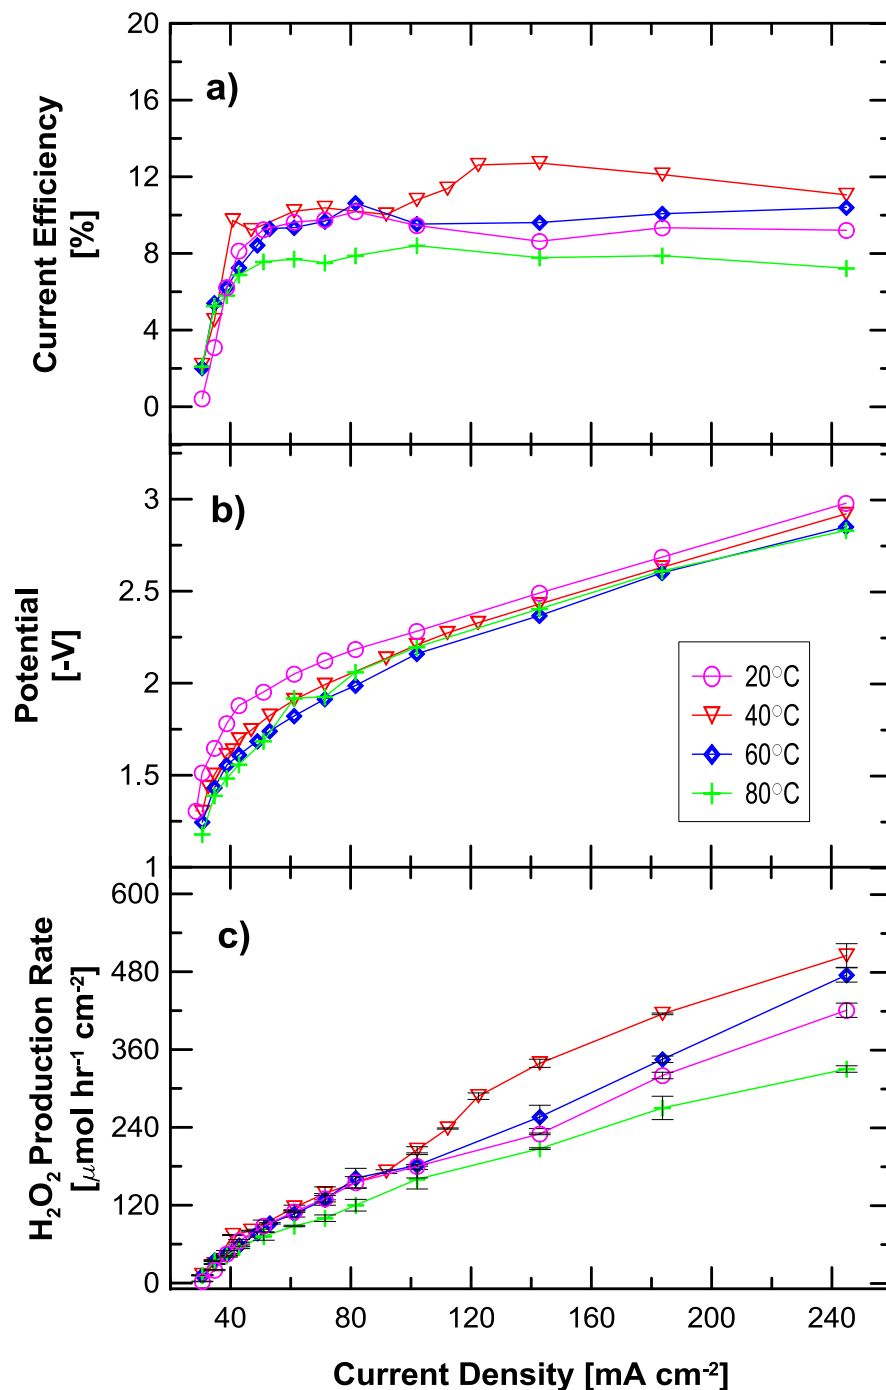 20
16
12
8
4
0
Current Efficiency
[%]
a)
3
2.5
2
1.5
1
Potential
[-V]
b)
20°C
40°C
60°C
80°C
600
480
360
240
120
0
H₂O₂ Production Rate
[μmol hr⁻¹ cm⁻²]
c)
40 80 120 160 200 240
Current Density [mA cm⁻²]